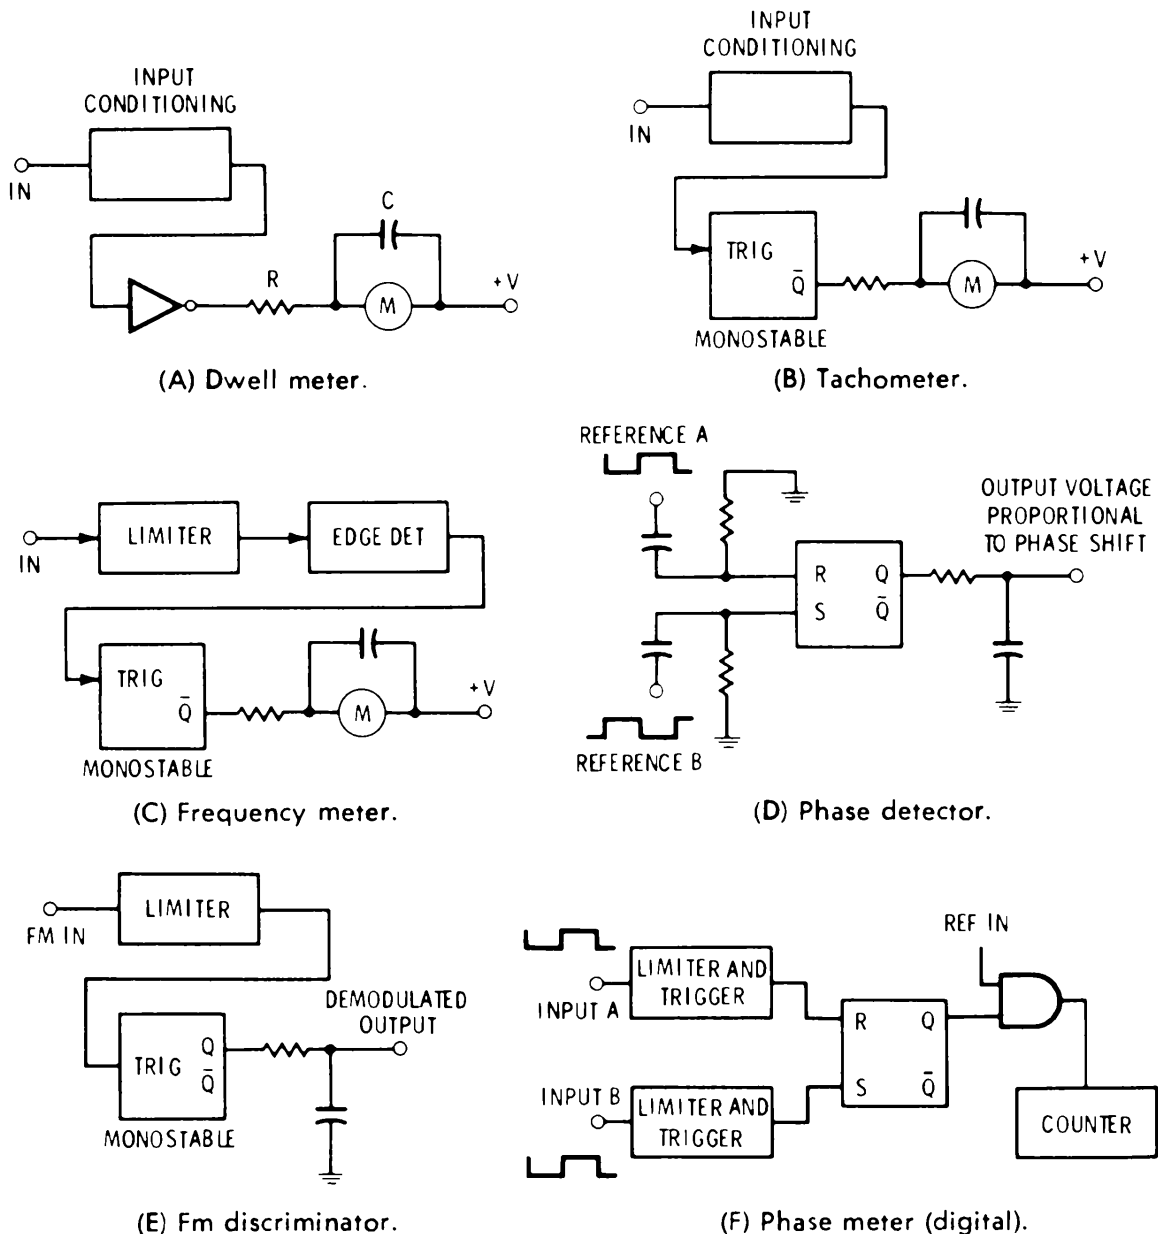 INPUT
CONDITIONING
IN
C
R
M
+V
(A) Dwell meter.
INPUT
CONDITIONING
IN
TRIG
Q̅
MONOSTABLE
M
+V
(B) Tachometer.
IN
LIMITER
EDGE DET
TRIG
Q̅
MONOSTABLE
M
+V
(C) Frequency meter.
REFERENCE A
R
Q
S
Q̅
REFERENCE B
OUTPUT VOLTAGE
PROPORTIONAL
TO PHASE SHIFT
(D) Phase detector.
FM IN
LIMITER
TRIG
Q
Q̅
MONOSTABLE
DEMODULATED
OUTPUT
(E) Fm discriminator.
INPUT A
LIMITER AND
TRIGGER
INPUT B
LIMITER AND
TRIGGER
R
Q
S
Q̅
REF IN
COUNTER
(F) Phase meter (digital).